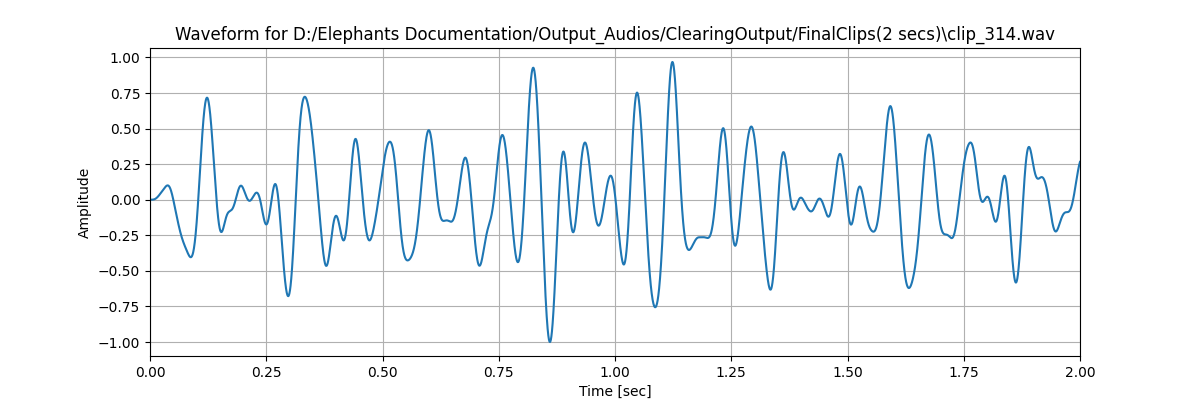 Waveform for D:/Elephants Documentation/Output_Audios/ClearingOutput/FinalClips(2 secs)\clip_314.wav
Amplitude
1.00
0.75
0.50
0.25
0.00
−0.25
−0.50
−0.75
−1.00
0.00 0.25 0.50 0.75 1.00 1.25 1.50 1.75 2.00
Time [sec]